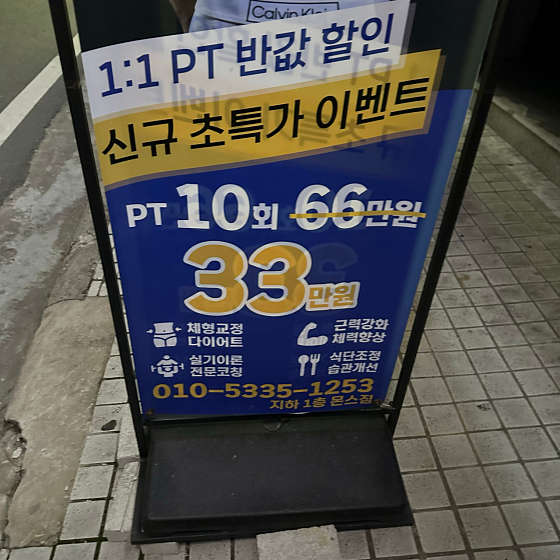 Calvin Klein
1:1 PT 반값 할인
신규 초특가 이벤트
PT 10회 66만원
33만원
체형교정
다이어트
근력강화
체력향상
실기이론
전문코칭
식단조정
습관개선
010-5335-1253
지하 1층 몬스짐